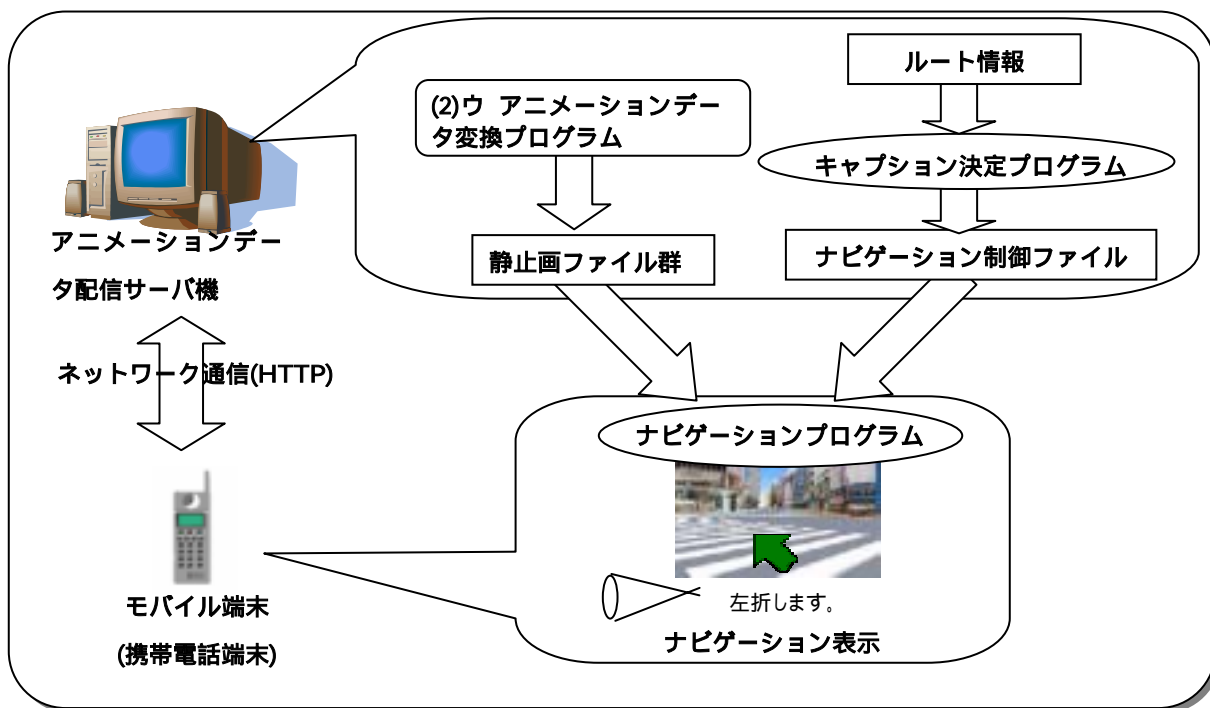 ルート情報
(2)ウ アニメーションデー
タ変換プログラム
キャプション決定プログラム
静止画ファイル群
ナビゲーション制御ファイル
アニメーションデー
タ配信サーバ機
ネットワーク通信(HTTP)
ナビゲーションプログラム
左折します。
ナビゲーション表示
モバイル端末
(携帯電話端末)